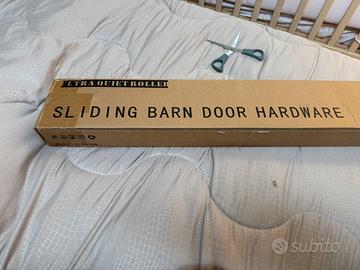 ULTRA QUIET ROLLER
SLIDING BARN DOOR HARDWARE
subito